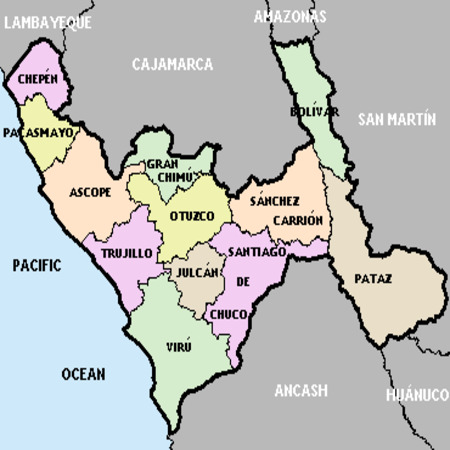 LAMBAYEQUE
AMAZONAS
CHEPÉN
CAJAMARCA
BOLÍVAR
SAN MARTÍN
PACASMAYO
GRAN
CHIMÚ
ASCOPE
OTUZCO
SÁNCHEZ
CARRIÓN
TRUJILLO
SANTIAGO
PACIFIC
JULCÁN
DE
PATAZ
CHUCO
VIRÚ
OCEAN
ANCASH
HUÁNUCO